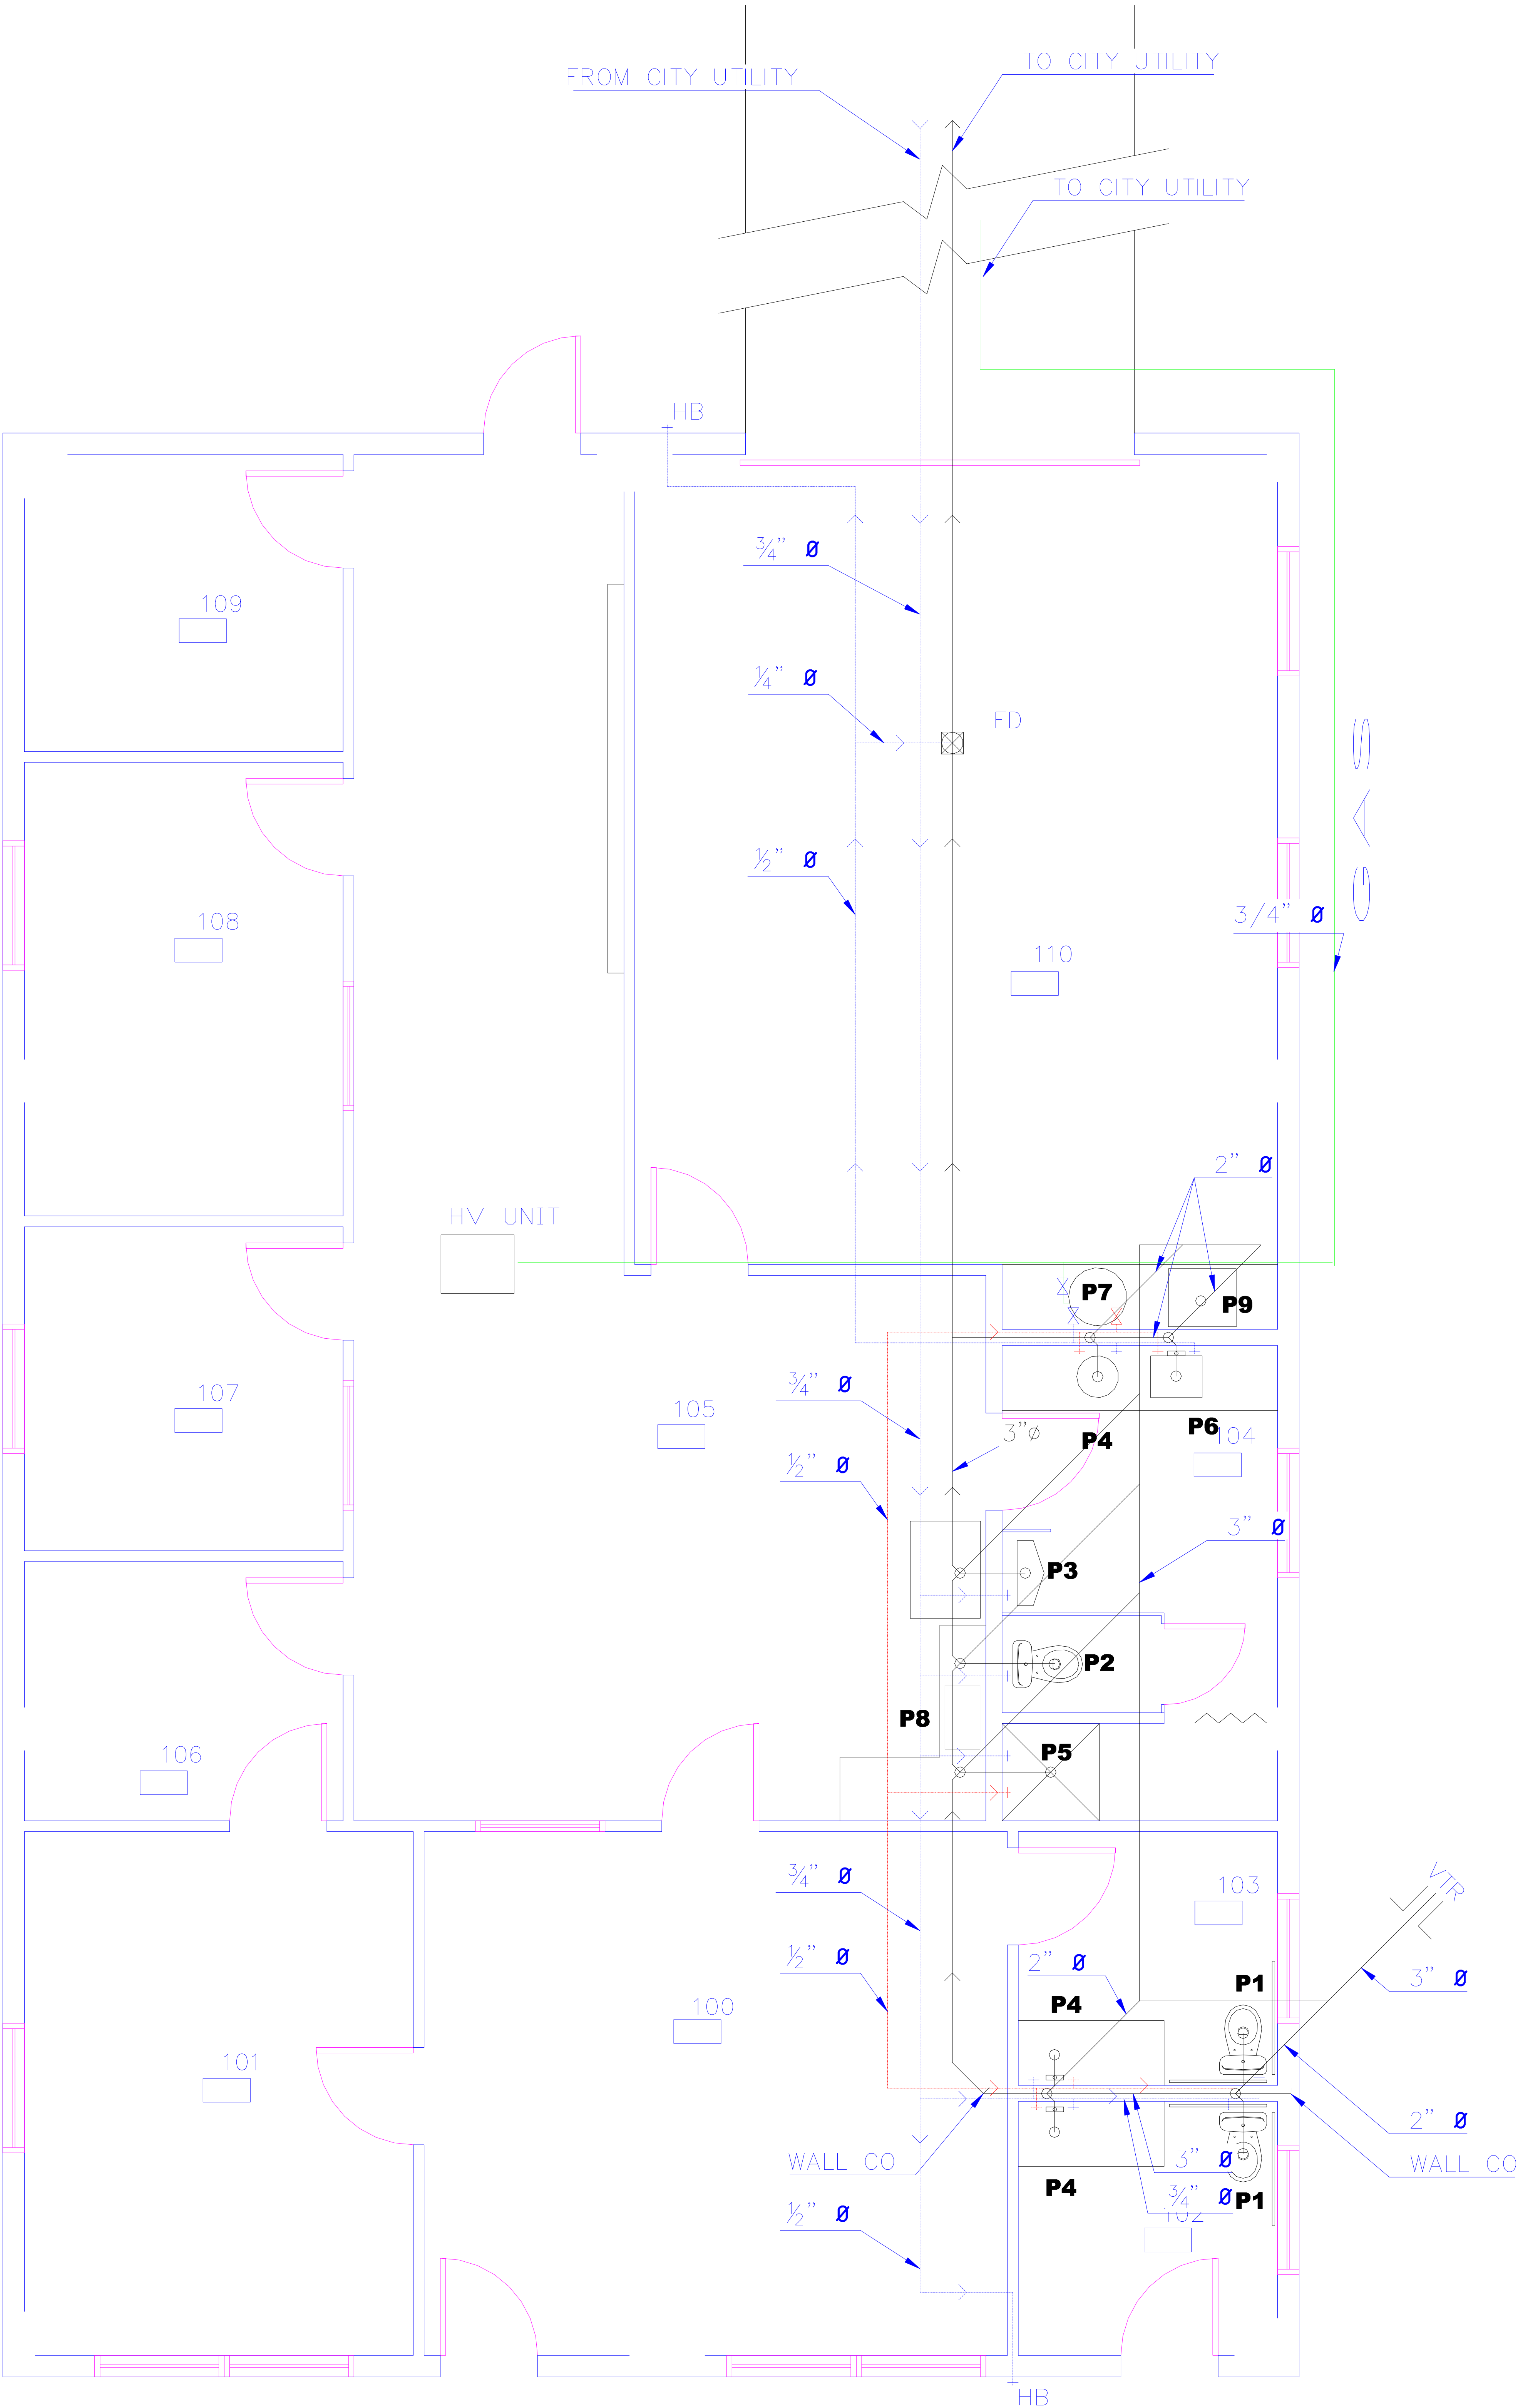 TO CITY UTILITY
FROM CITY UTILITY
TO CITY UTILITY
HB
3/4" Ø
109
1/4" Ø
FD
GAS
1/2" Ø
3/4" Ø
108
110
2" Ø
HV UNIT
P7
P9
3/4" Ø
107
105
3"Ø
P4
P6
104
1/2" Ø
3" Ø
P3
P2
P8
P5
106
3/4" Ø
VTR
103
1/2" Ø
2" Ø
P1
3" Ø
P4
100
101
2" Ø
WALL CO
3" Ø
WALL CO
P4
3/4" Ø
P1
1/2" Ø
102
HB